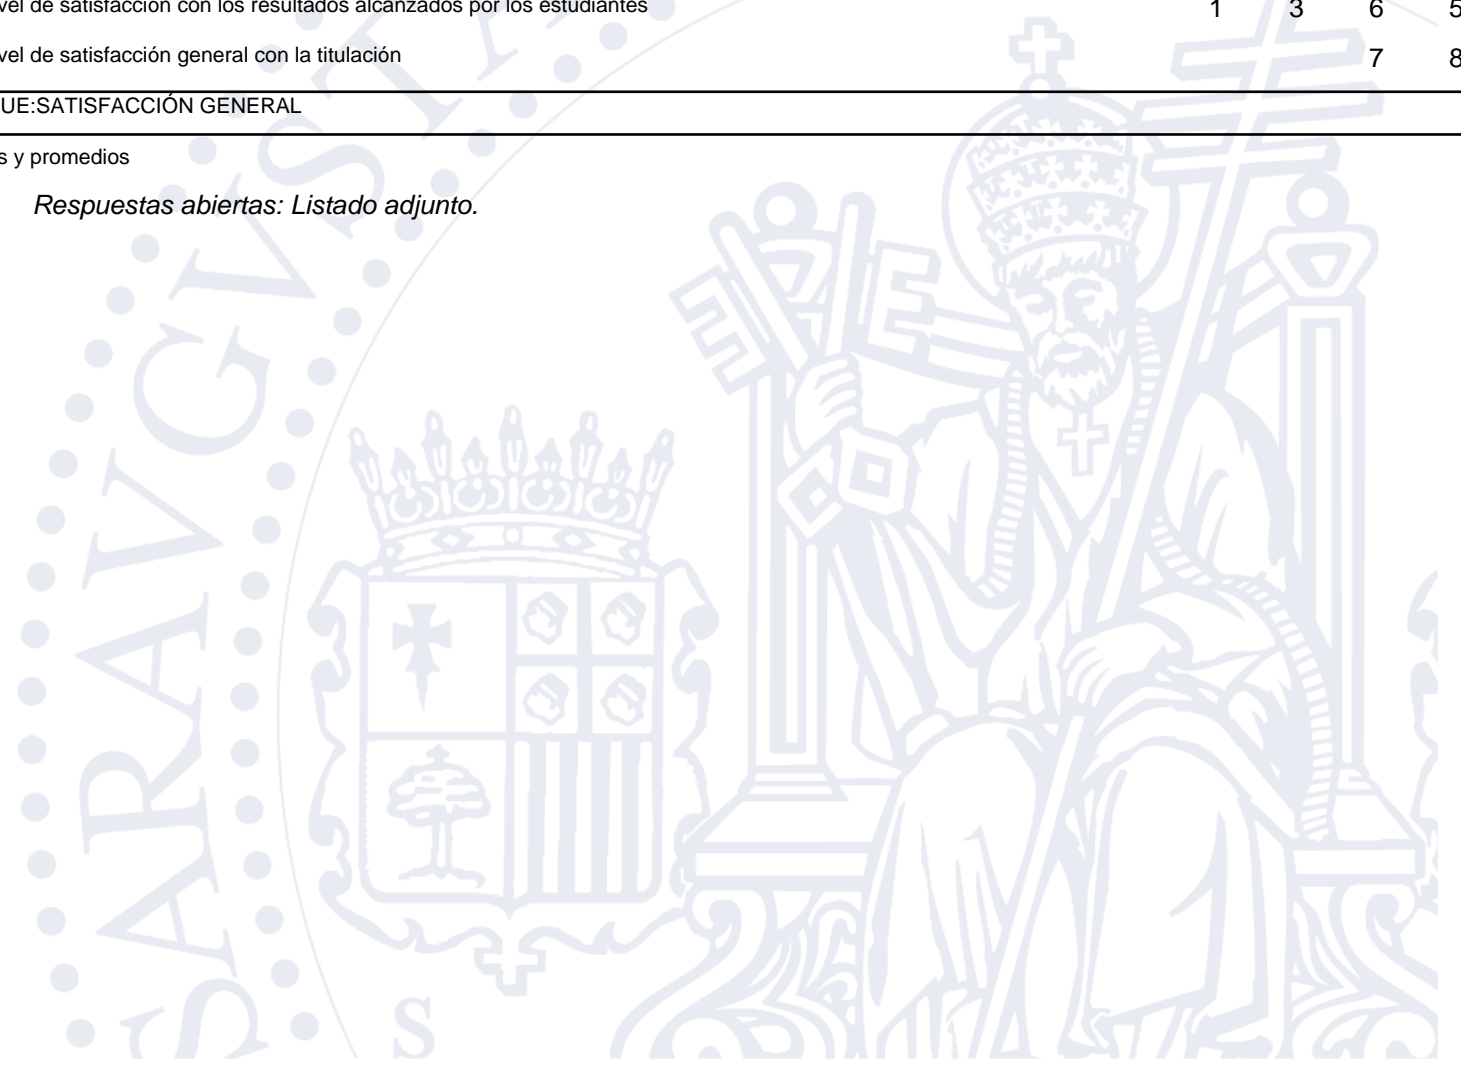 vel de satisfacción con los resultados alcanzados por los estudiantes 1 3 6 5
vel de satisfacción general con la titulación 7 8
UE:SATISFACCIÓN GENERAL
s y promedios
Respuestas abiertas: Listado adjunto.
SARAVGVSTA
S